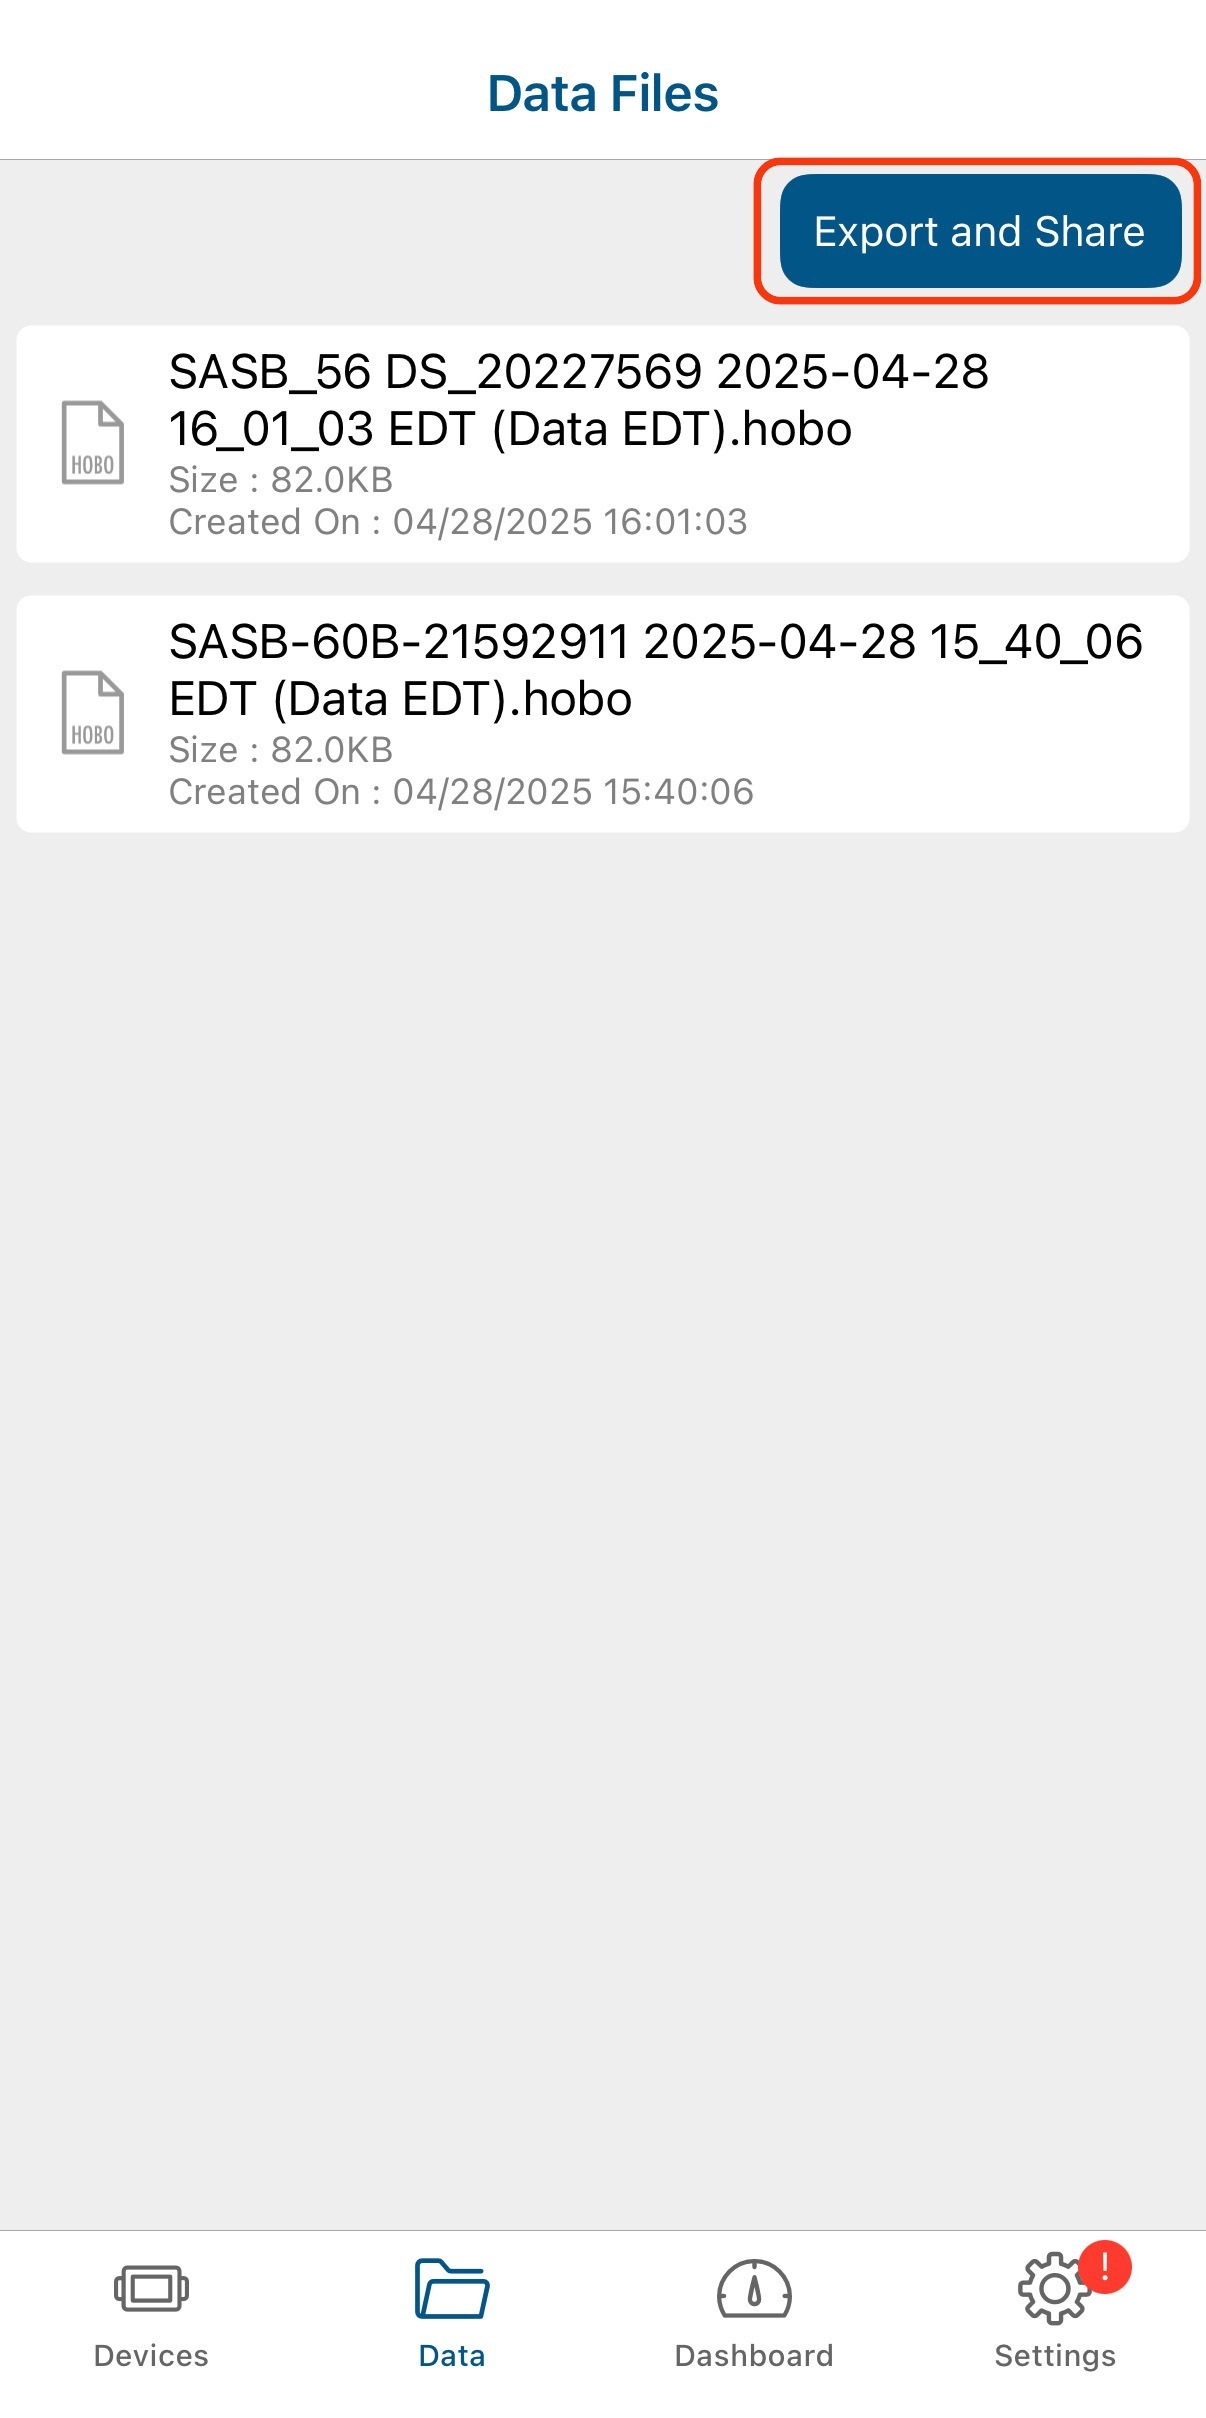 Data Files
Export and Share
SASB_56 DS_20227569 2025-04-28
16_01_03 EDT (Data EDT).hobo
HOBO
Size : 82.0KB
Created On : 04/28/2025 16:01:03
SASB-60B-21592911 2025-04-28 15_40_06
EDT (Data EDT).hobo
HOBO
Size : 82.0KB
Created On : 04/28/2025 15:40:06
!
Devices
Data
Dashboard
Settings